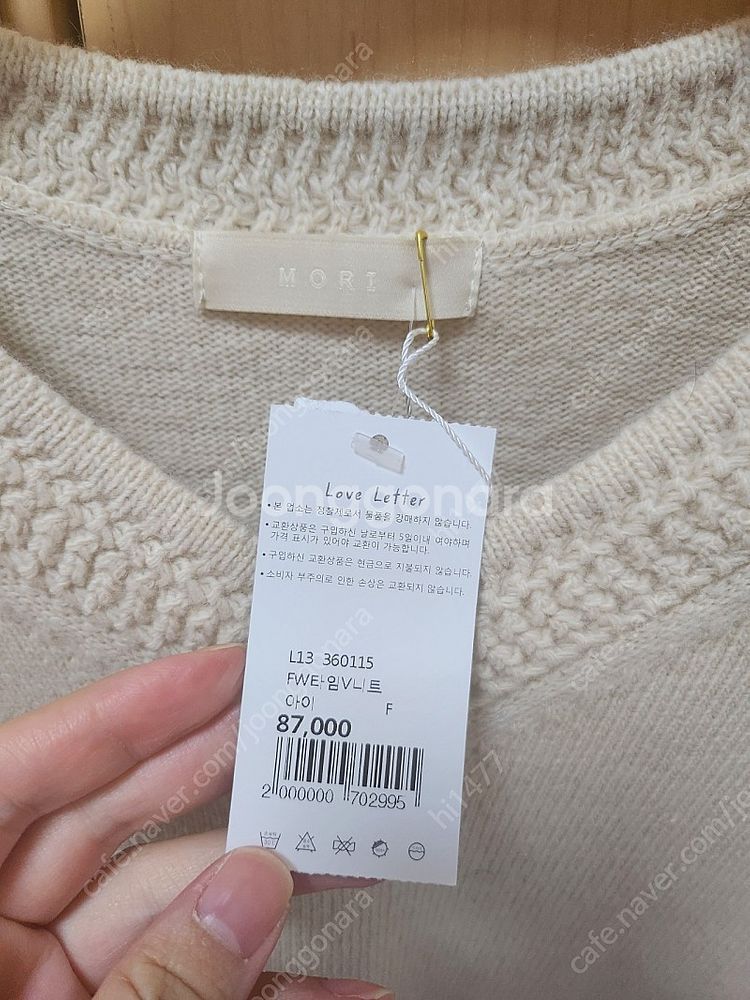 MORI
Love Letter
• 본 업소는 정찰제로서 물품을 강매하지 않습니다.
• 교환상품은 구입하신 날로부터 5일이내 여야하며
가격 표시가 있어야 교환이 가능합니다.
• 구입하신 교환상품은 현금으로 지불되지 않습니다.
• 소비자 부주의로 인한 손상은 교환되지 않습니다.
L13 360115
FW타임V니트
아이 F
87,000
2 000000 702995
Joonggonara
cafe.naver.com/joonggonara
hji1477